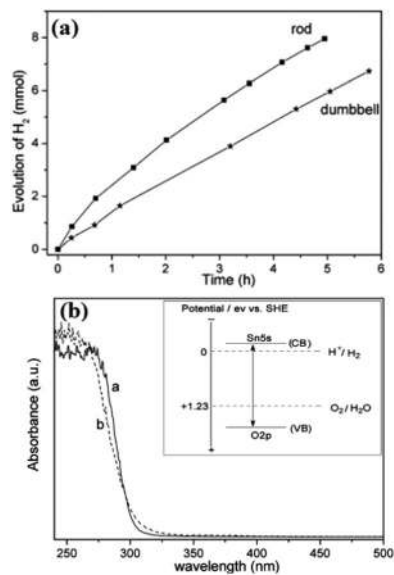 (a)
rod
dumbbell
Evolution of H₂ (mmol)
8
6
4
2
0
0 1 2 3 4 5 6
Time (h)
(b)
Potential / ev vs. SHE
−
Sn5s
(CB)
0
H⁺/ H₂
+1.23
O₂ / H₂O
O2p
(VB)
+
a
b
Absorbance (a.u.)
250 300 350 400 450 500
wavelength (nm)